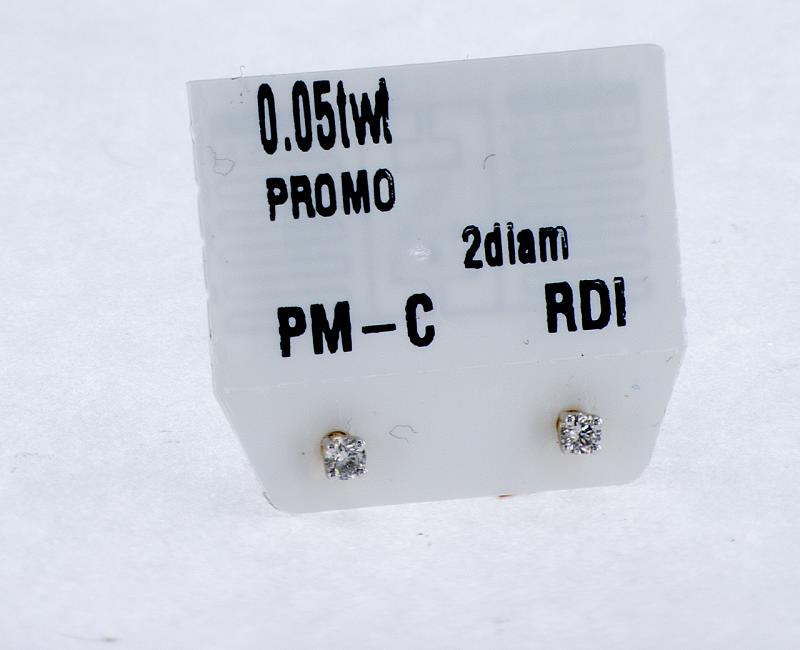 0.05twt
PROMO
2diam
PM-C RDI